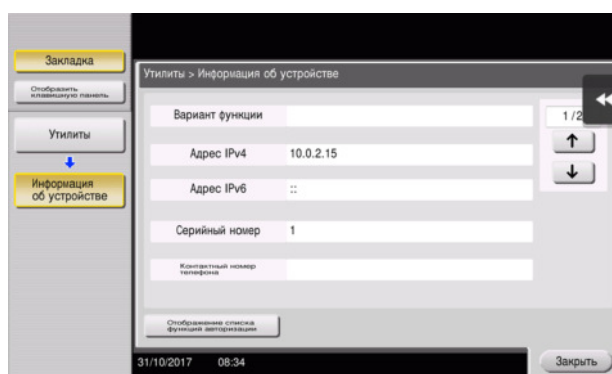 Закладка
Отобразить
клавишную панель
Утилиты
Информация
об устройстве
Утилиты > Информация об устройстве
Вариант функции
1/2
Адрес IPv4 10.0.2.15
Адрес IPv6 ::
Серийный номер 1
Контактный номер
телефона
Отображение списка
функций авторизации
31/10/2017 08:34
Закрыть